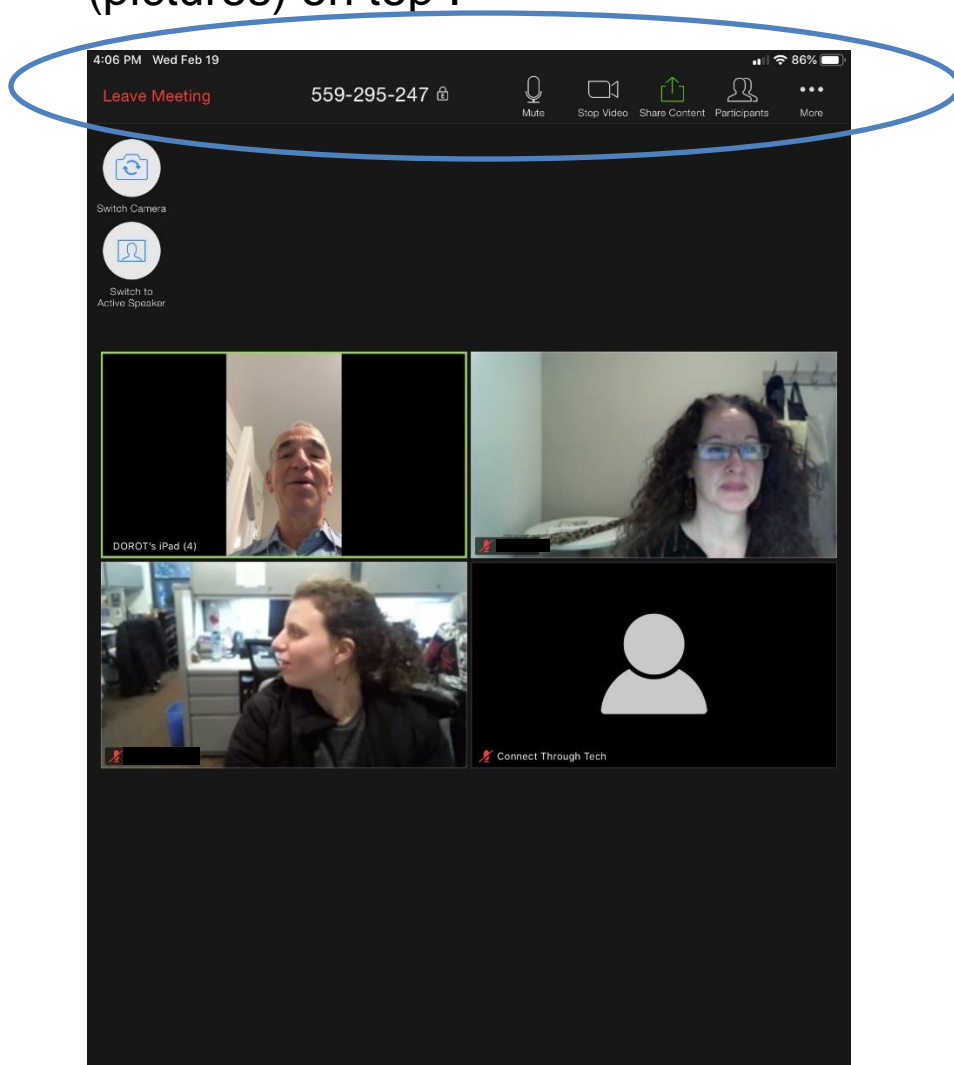 (pictures) on top .
4:06 PM Wed Feb 19
86%
Leave Meeting
559-295-247
Mute
Stop Video
Share Content
Participants
More
Switch Camera
Switch to
Active Speaker
DOROT's iPad (4)
Connect Through Tech